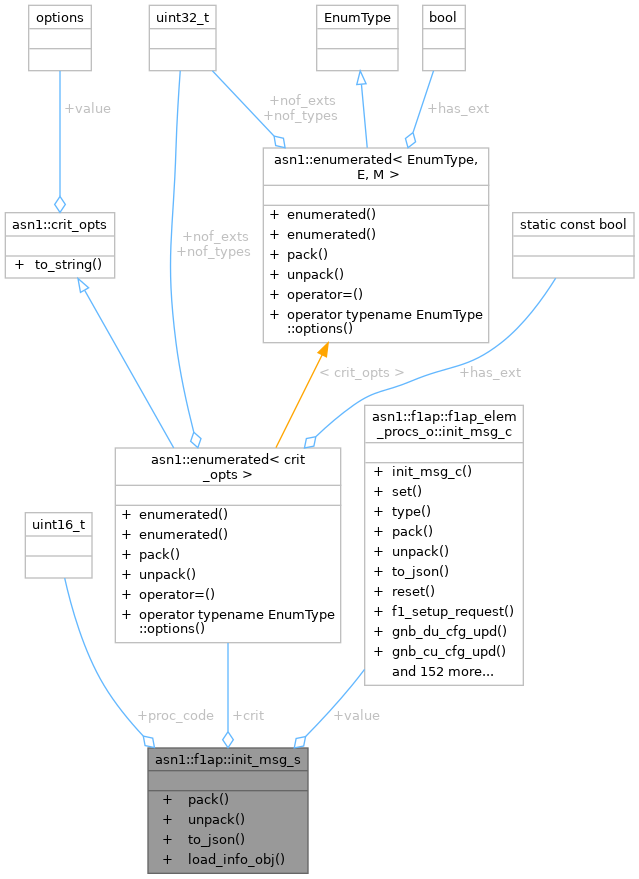 options
uint32_t
EnumType
bool
+value
+nof_exts
+nof_types
+has_ext
asn1::enumerated< EnumType,
E, M >
+ enumerated()
+ enumerated()
+ pack()
+ unpack()
+ operator=()
+ operator typename EnumType
::options()
asn1::crit_opts
+ to_string()
static const bool
+nof_exts
+nof_types
< crit_opts >
+has_ext
asn1::f1ap::f1ap_elem
_procs_o::init_msg_c
+ init_msg_c()
+ set()
+ type()
+ pack()
+ unpack()
+ to_json()
+ reset()
+ f1_setup_request()
+ gnb_du_cfg_upd()
+ gnb_cu_cfg_upd()
and 152 more...
asn1::enumerated< crit
_opts >
+ enumerated()
+ enumerated()
+ pack()
+ unpack()
+ operator=()
+ operator typename EnumType
::options()
uint16_t
+proc_code
+crit
+value
asn1::f1ap::init_msg_s
+ pack()
+ unpack()
+ to_json()
+ load_info_obj()